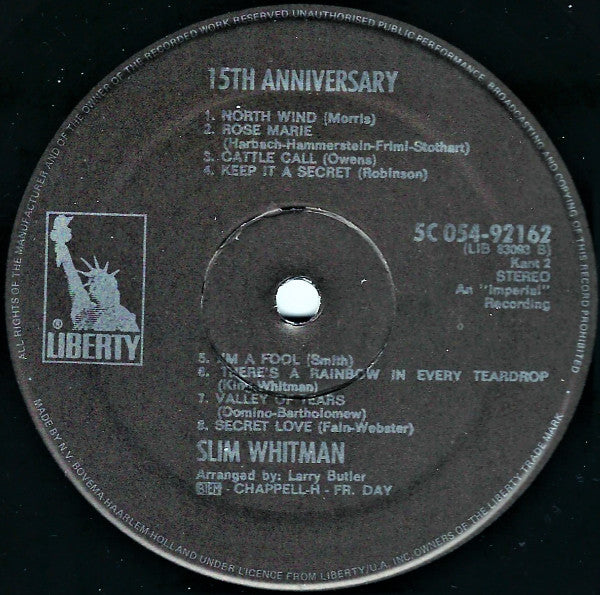 ALL RIGHTS OF THE MANUFACTURER AND OF THE OWNER OF THE RECORDED WORK RESERVED UNAUTHORISED PUBLIC PERFORMANCE, BROADCASTING AND COPYING OF THIS RECORD PROHIBITED
15TH ANNIVERSARY
1. NORTH WIND (Morris)
2. ROSE MARIE
(Harbach-Hammerstein-Friml-Stothart)
3. CATTLE CALL (Owens)
4. KEEP IT A SECRET (Robinson)
5C 054-92162
(LIB 83093 B)
Kant 2
STEREO
An "Imperial"
Recording
® LIBERTY
5. I'M A FOOL (Smith)
6. THERE'S A RAINBOW IN EVERY TEARDROP
(King-Whitman)
7. VALLEY OF TEARS
(Domino-Bartholomew)
8. SECRET LOVE (Fain-Webster)
SLIM WHITMAN
Arranged by: Larry Butler
- CHAPPELL-H - FR. DAY
MADE BY N.V. BOVEMA HAARLEM-HOLLAND UNDER LICENCE FROM LIBERTY/U.A. INC. OWNERS OF THE LIBERTY TRADE MARK